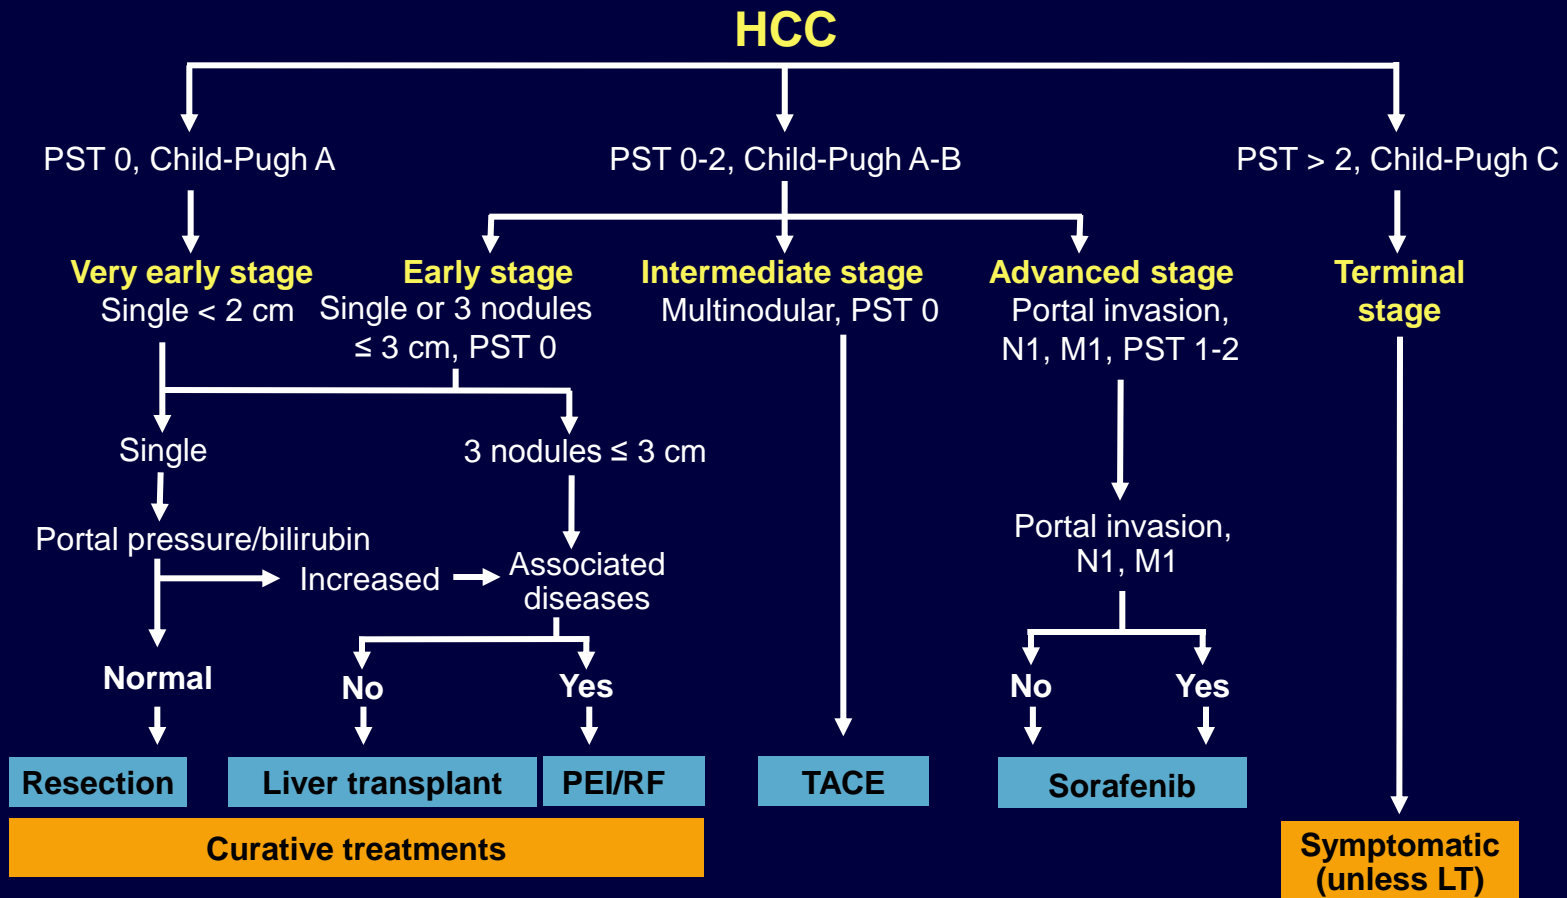 HCC
PST 0, Child-Pugh A
PST 0-2, Child-Pugh A-B
PST > 2, Child-Pugh C
Very early stage
Single < 2 cm
Early stage
Single or 3 nodules
≤ 3 cm, PST 0
Intermediate stage
Multinodular, PST 0
Advanced stage
Portal invasion,
N1, M1, PST 1-2
Terminal
stage
Single
3 nodules ≤ 3 cm
Portal pressure/bilirubin
Increased
Associated
diseases
Portal invasion,
N1, M1
Normal
No
Yes
No
Yes
Resection
Liver transplant
PEI/RF
TACE
Sorafenib
Curative treatments
Symptomatic
(unless LT)